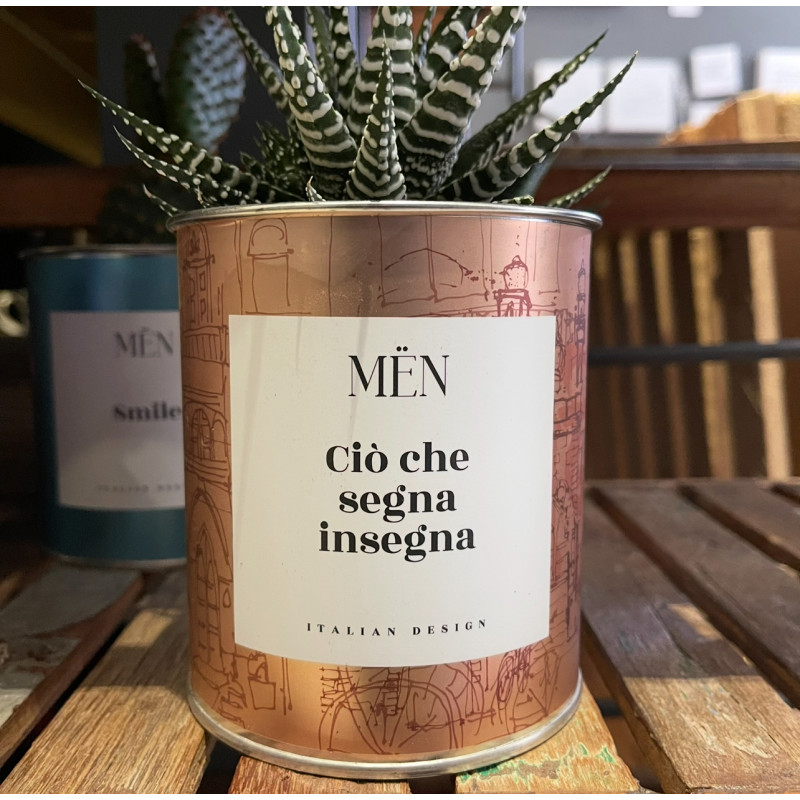 MËN
Ciò che
segna
insegna
ITALIAN DESIGN
MËN
Smile